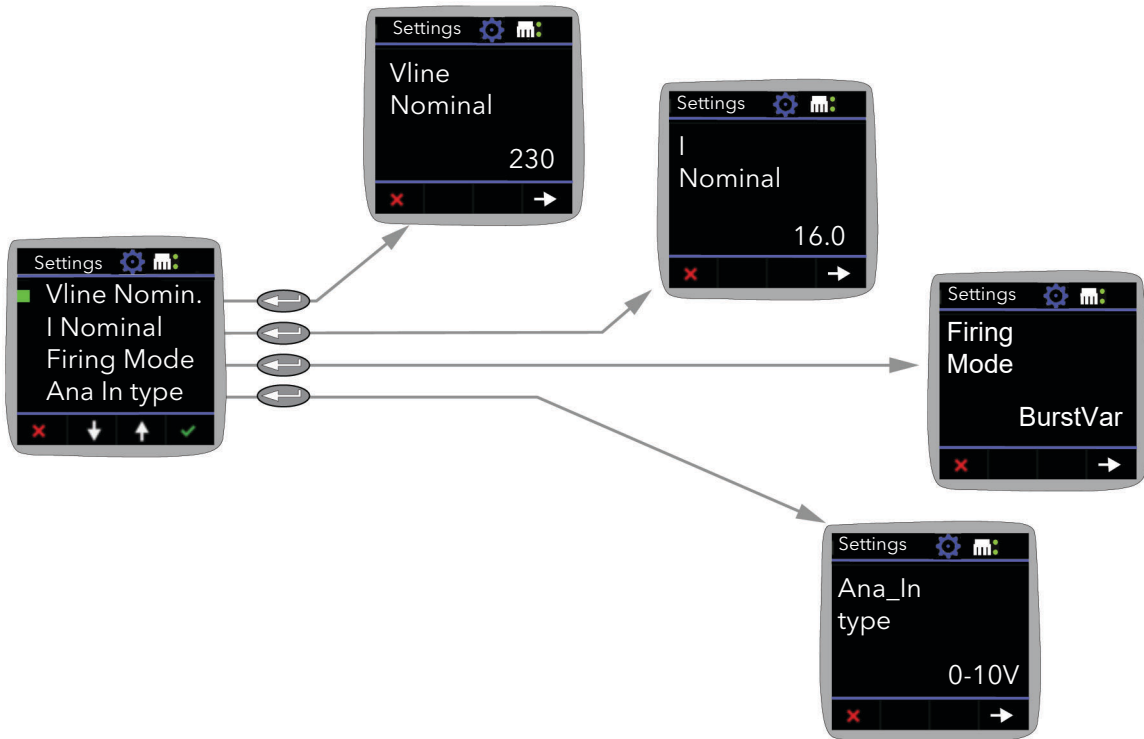 Settings
Vline
Nominal
230
Settings
I
Nominal
16.0
Settings
Vline Nomin.
I Nominal
Firing Mode
Ana In type
Settings
Firing
Mode
BurstVar
Settings
Ana_In
type
0-10V